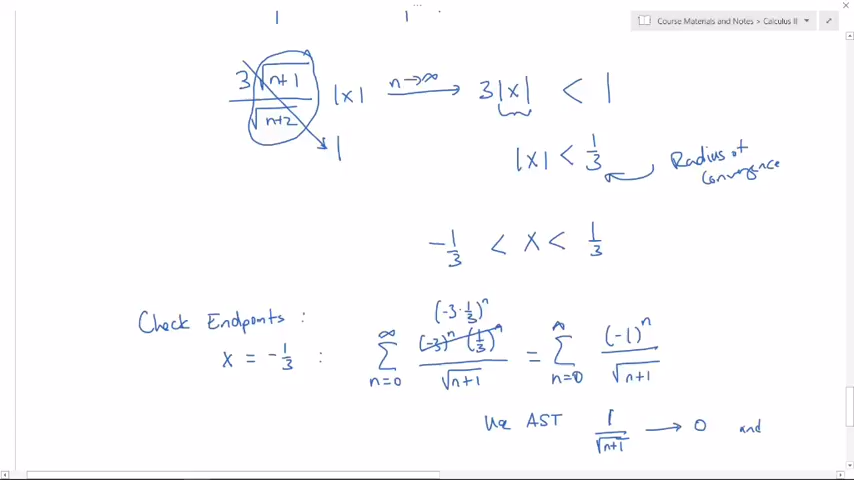 Course Materials and Notes > Calculus II
3√(n+1) / √(n+2) |x| n→∞ 3|x| < 1
1
|x| < 1/3 Radius of
Convergence
-1/3 < x < 1/3
Check Endpoints :
x = -1/3 : ∞∑n=0 (-3·1/3)^n (-3)^n (1/3)^n / √(n+1) = ∑n=0 (-1)^n / √(n+1)
Use AST 1/√(n+1) → 0 and